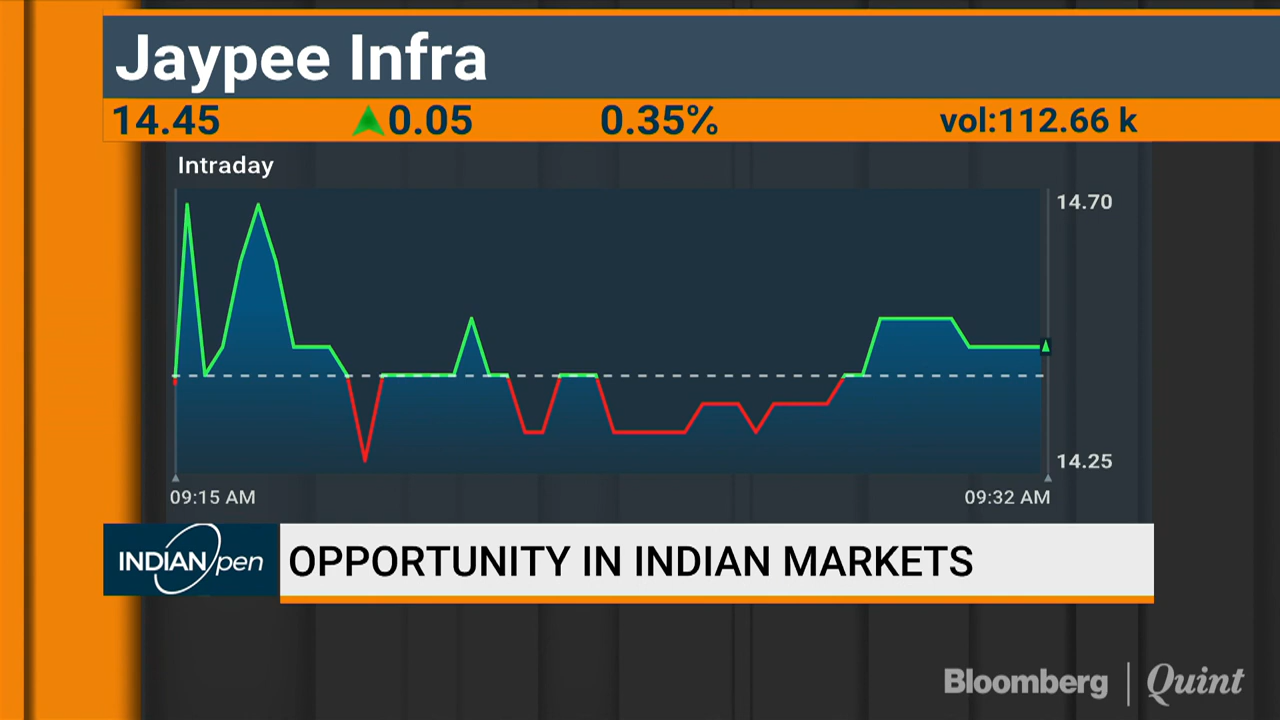 Jaypee Infra
14.45 0.05 0.35% vol:112.66 k
Intraday
14.70
14.25
09:15 AM 09:32 AM
INDIAN Open OPPORTUNITY IN INDIAN MARKETS
Bloomberg | Quint